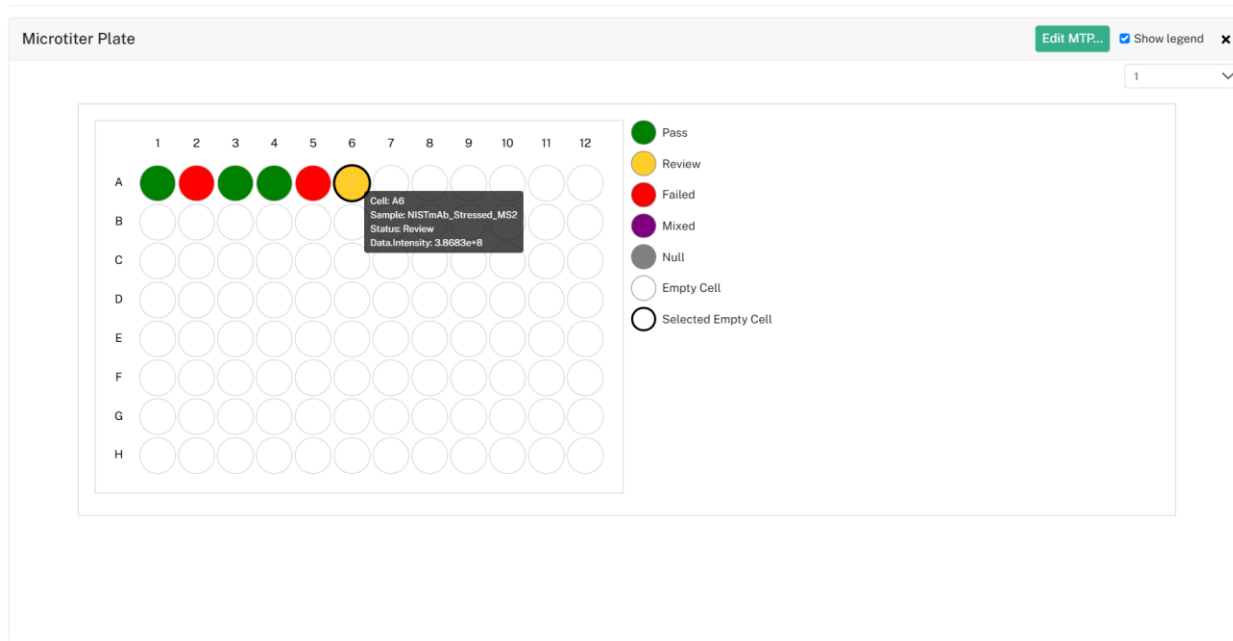 Microtiter Plate
Edit MTP...
Show legend
1
1 2 3 4 5 6 7 8 9 10 11 12
A
B
C
D
E
F
G
H
Cell: A6
Sample: NISTmAb_Stressed_MS2
Status: Review
Data.Intensity: 3.8683e+8
Pass
Review
Failed
Mixed
Null
Empty Cell
Selected Empty Cell